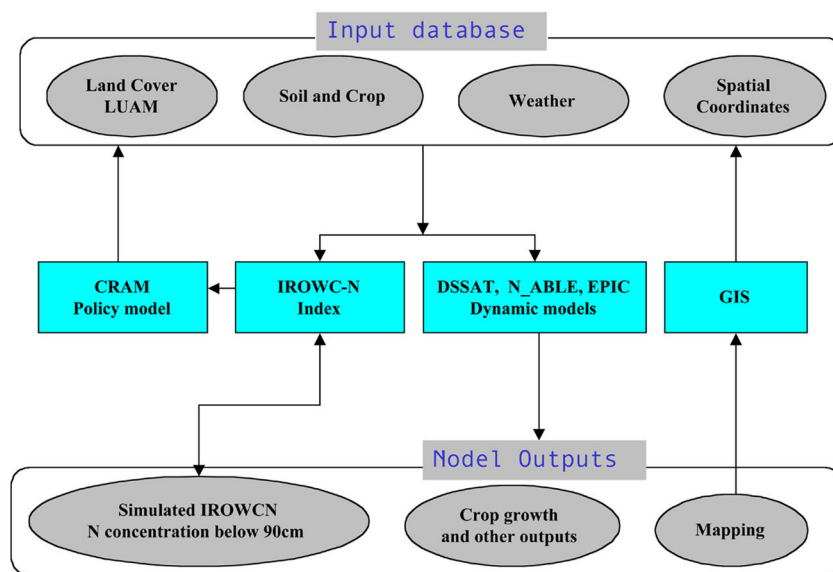 Input database
Land Cover
LUAM
Soil and Crop
Weather
Spatial
Coordinates
CRAM
Policy model
IROWC-N
Index
DSSAT, N_ABLE, EPIC
Dynamic models
GIS
Model Outputs
Simulated IROWCN
N concentration below 90cm
Crop growth
and other outputs
Mapping